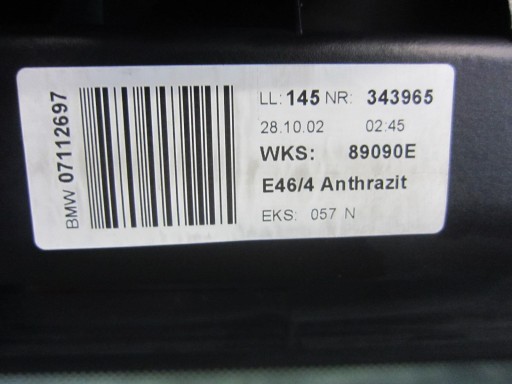 BMW 07112697
LL: 145 NR: 343965
28.10.02 02:45
WKS: 89090E
E46/4 Anthrazit
EKS: 057 N